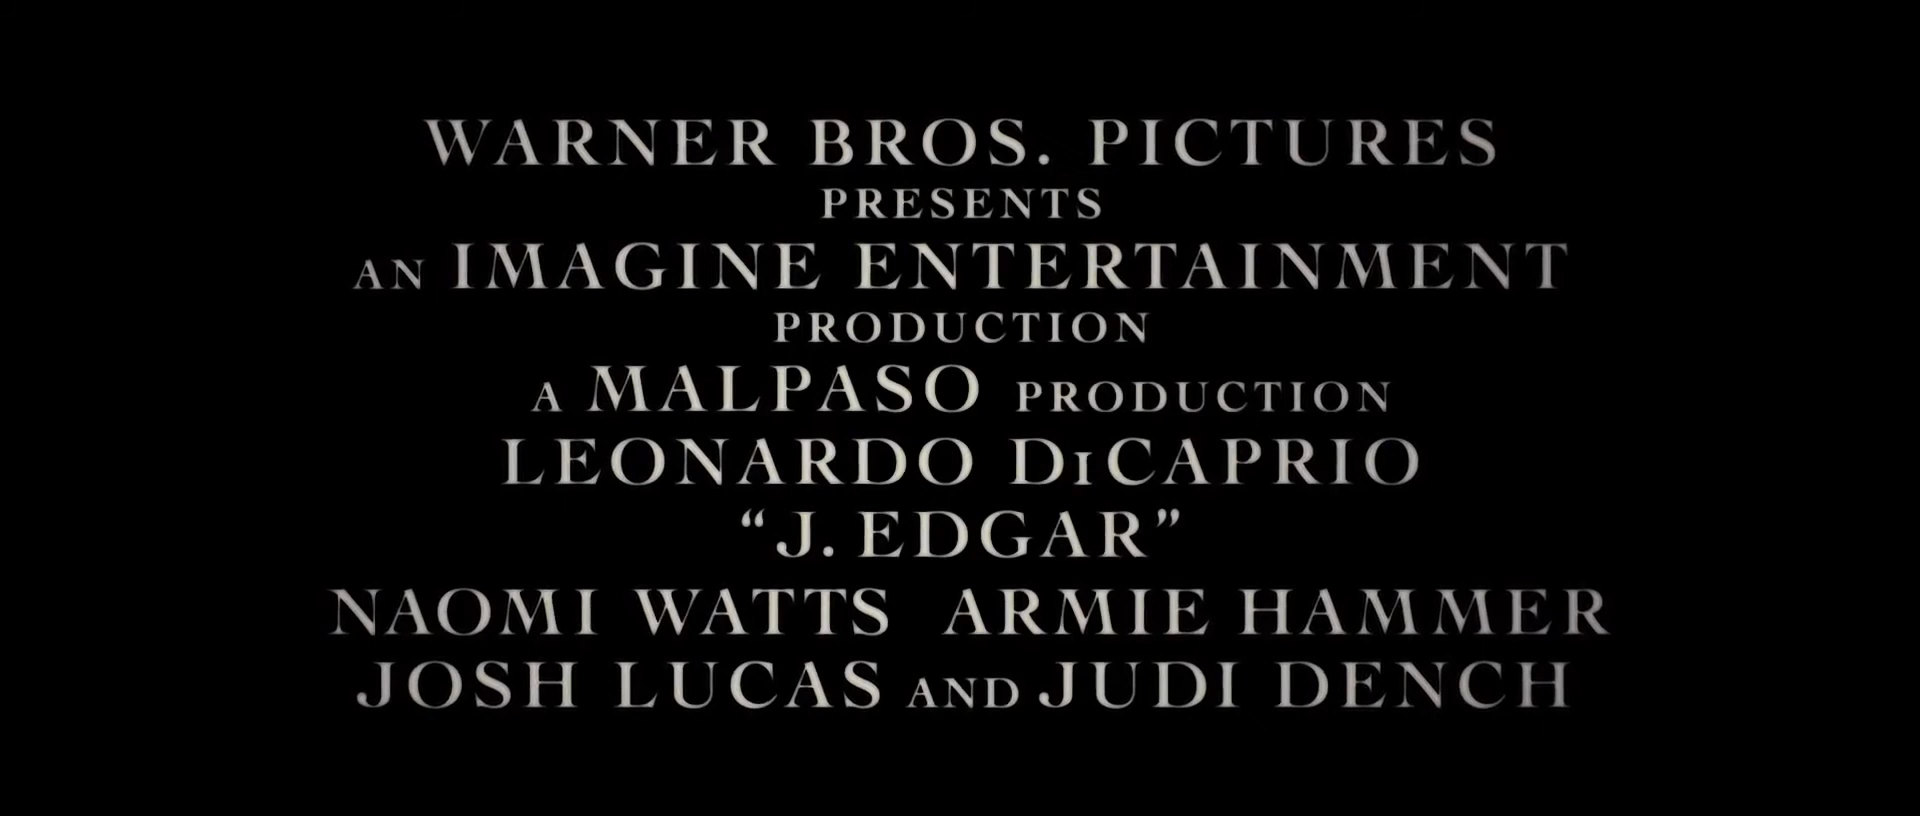 WARNER BROS. PICTURES
PRESENTS
AN IMAGINE ENTERTAINMENT
PRODUCTION
A MALPASO PRODUCTION
LEONARDO DiCAPRIO
“J. EDGAR”
NAOMI WATTS ARMIE HAMMER
JOSH LUCAS AND JUDI DENCH